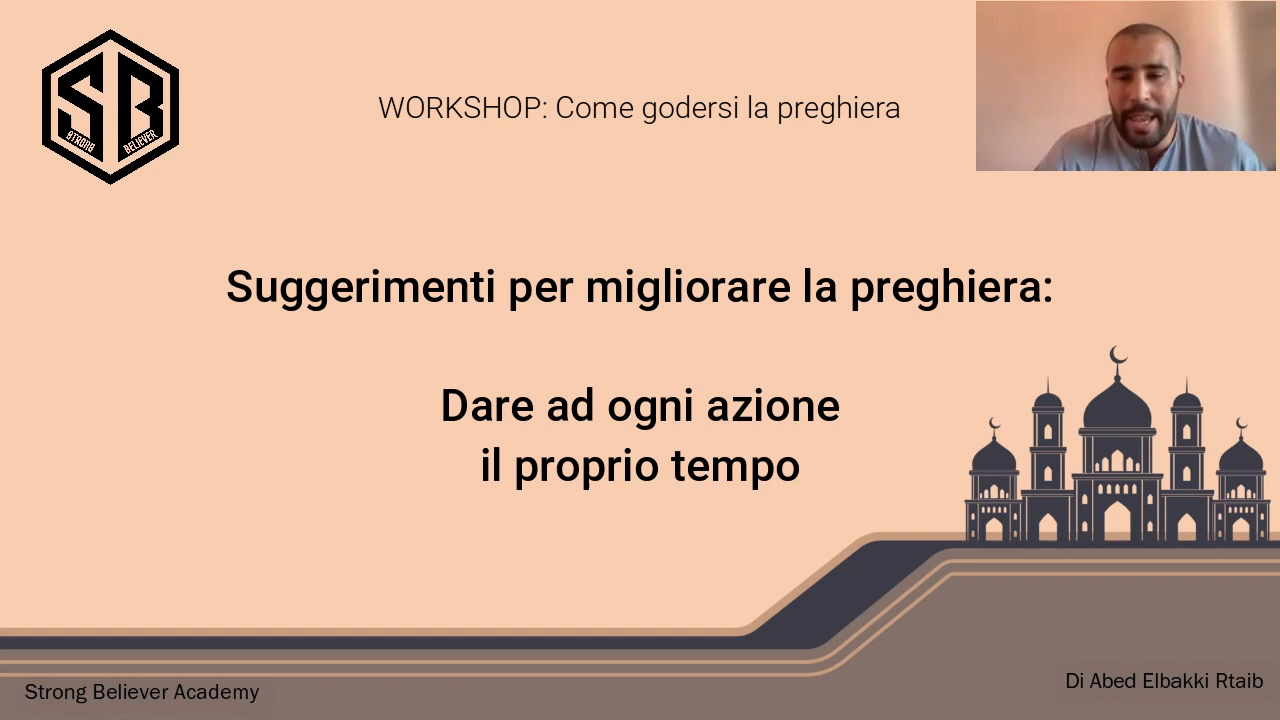 SB
STRONG BELIEVER
WORKSHOP: Come godersi la preghiera
Suggerimenti per migliorare la preghiera:
Dare ad ogni azione
il proprio tempo
Strong Believer Academy
Di Abed Elbakki Rtaib